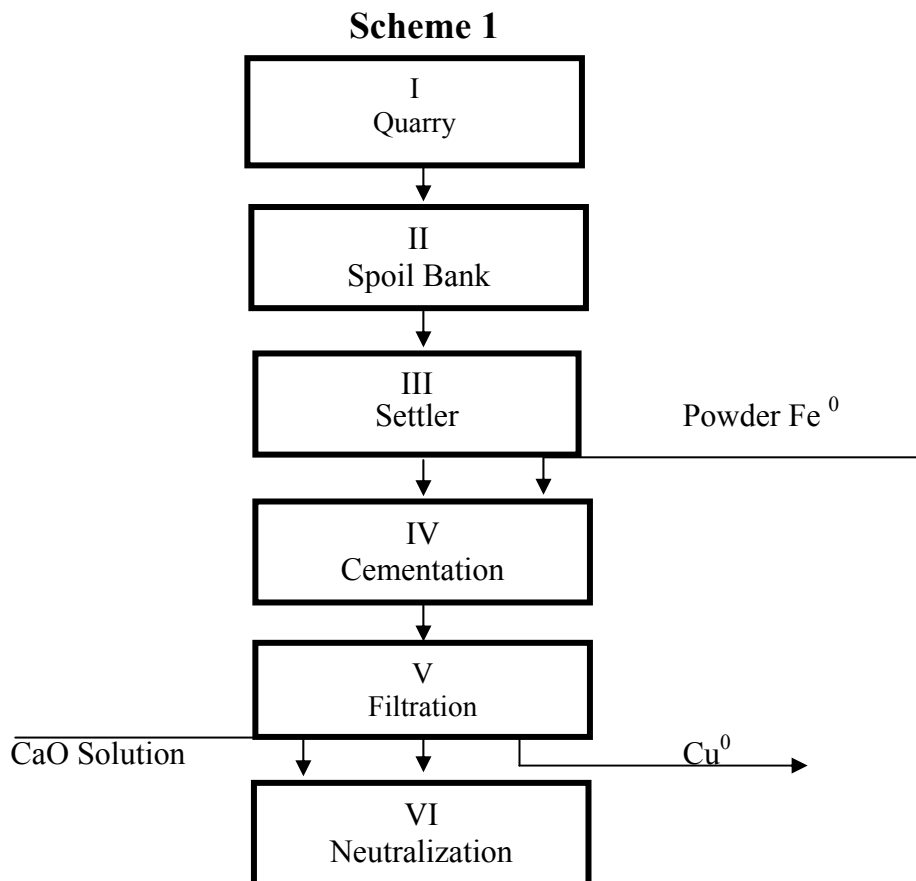 Scheme 1
I
Quarry
II
Spoil Bank
III
Settler
Powder Fe 0
IV
Cementation
V
Filtration
CaO Solution
Cu0
VI
Neutralization